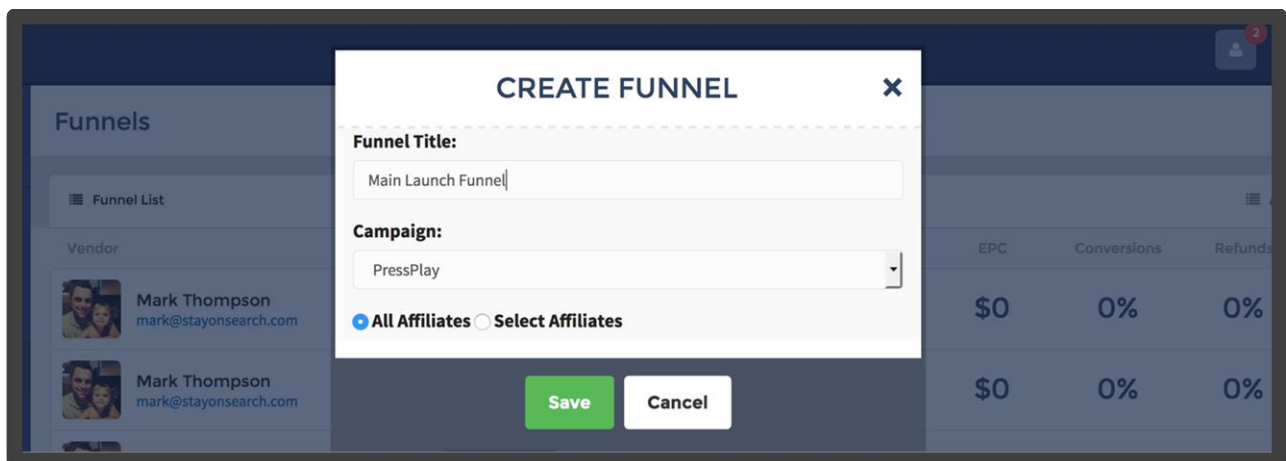 2
CREATE FUNNEL
Funnels
Funnel Title:
Main Launch Funnel
Funnel List
Campaign:
Vendor
EPC Conversions Refunds
PressPlay
Mark Thompson
mark@stayonsearch.com
$0 0% 0%
All Affiliates Select Affiliates
Mark Thompson
mark@stayonsearch.com
$0 0% 0%
Save Cancel